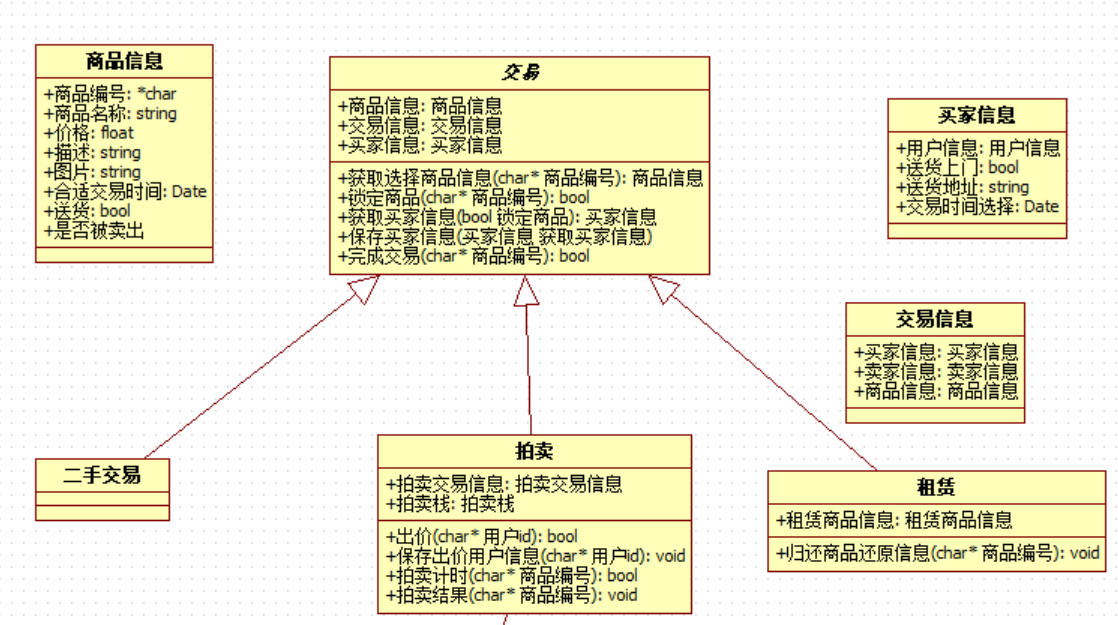 商品信息
+商品编号: *char
+商品名称: string
+价格: float
+描述: string
+图片: string
+合适交易时间: Date
+送货: bool
+是否被卖出
交易
+商品信息: 商品信息
+交易信息: 交易信息
+买家信息: 买家信息
+获取选择商品信息(char* 商品编号): 商品信息
+锁定商品(char* 商品编号): bool
+获取买家信息(bool 锁定商品): 买家信息
+保存买家信息(买家信息 获取买家信息)
+完成交易(char* 商品编号): bool
买家信息
+用户信息: 用户信息
+送货上门: bool
+送货地址: string
+交易时间选择: Date
交易信息
+买家信息: 买家信息
+卖家信息: 卖家信息
+商品信息: 商品信息
二手交易
拍卖
+拍卖交易信息: 拍卖交易信息
+拍卖栈: 拍卖栈
+出价(char* 用户id): bool
+保存出价用户信息(char* 用户id): void
+拍卖计时(char* 商品编号): bool
+拍卖结果(char* 商品编号): void
租赁
+租赁商品信息: 租赁商品信息
+归还商品还原信息(char* 商品编号): void